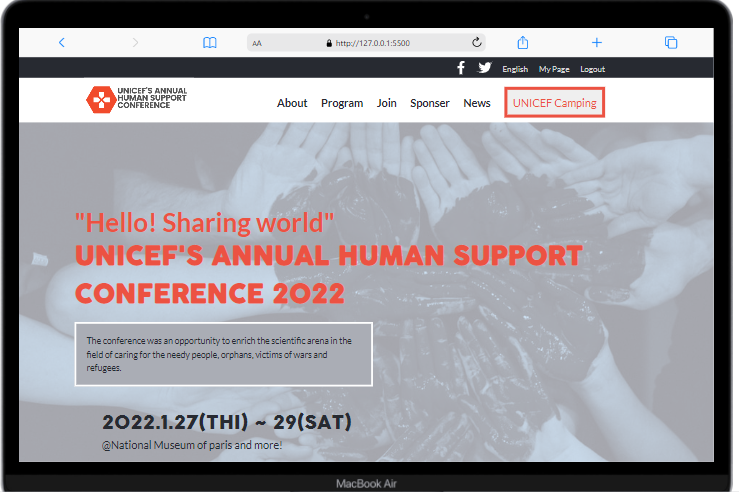 AA http://127.0.0.1:5500
English My Page Logout
UNICEF'S ANNUAL
HUMAN SUPPORT
CONFERENCE
About Program Join Sponser News UNICEF Camping
"Hello! Sharing world"
UNICEF'S ANNUAL HUMAN SUPPORT
CONFERENCE 2022
The conference was an opportunity to enrich the scientific arena in the
field of caring for the needy people, orphans, victims of wars and
refugees.
2022.1.27(THI) ~ 29(SAT)
@National Museum of paris and more!
MacBook Air